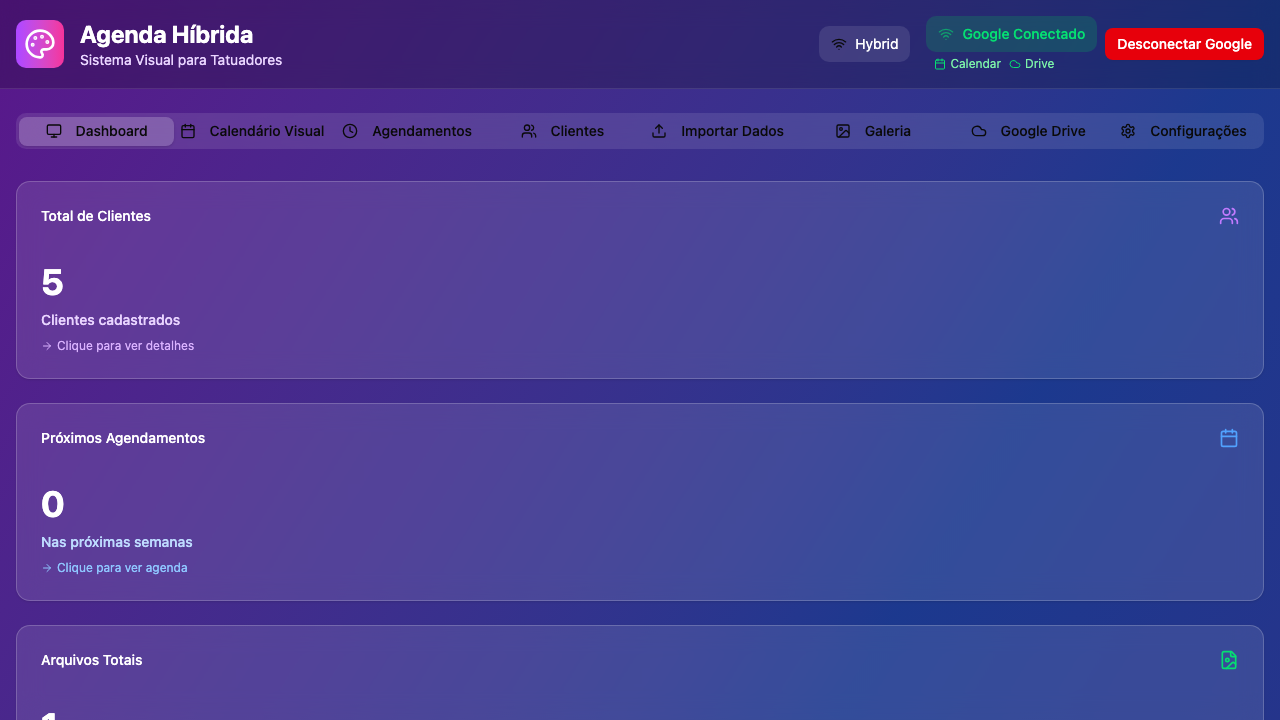 Agenda Híbrida
Sistema Visual para Tatuadores
Hybrid
Google Conectado
Calendar Drive
Desconectar Google
Dashboard Calendário Visual Agendamentos Clientes Importar Dados Galeria Google Drive Configurações
Total de Clientes
5
Clientes cadastrados
Clique para ver detalhes
Próximos Agendamentos
0
Nas próximas semanas
Clique para ver agenda
Arquivos Totais